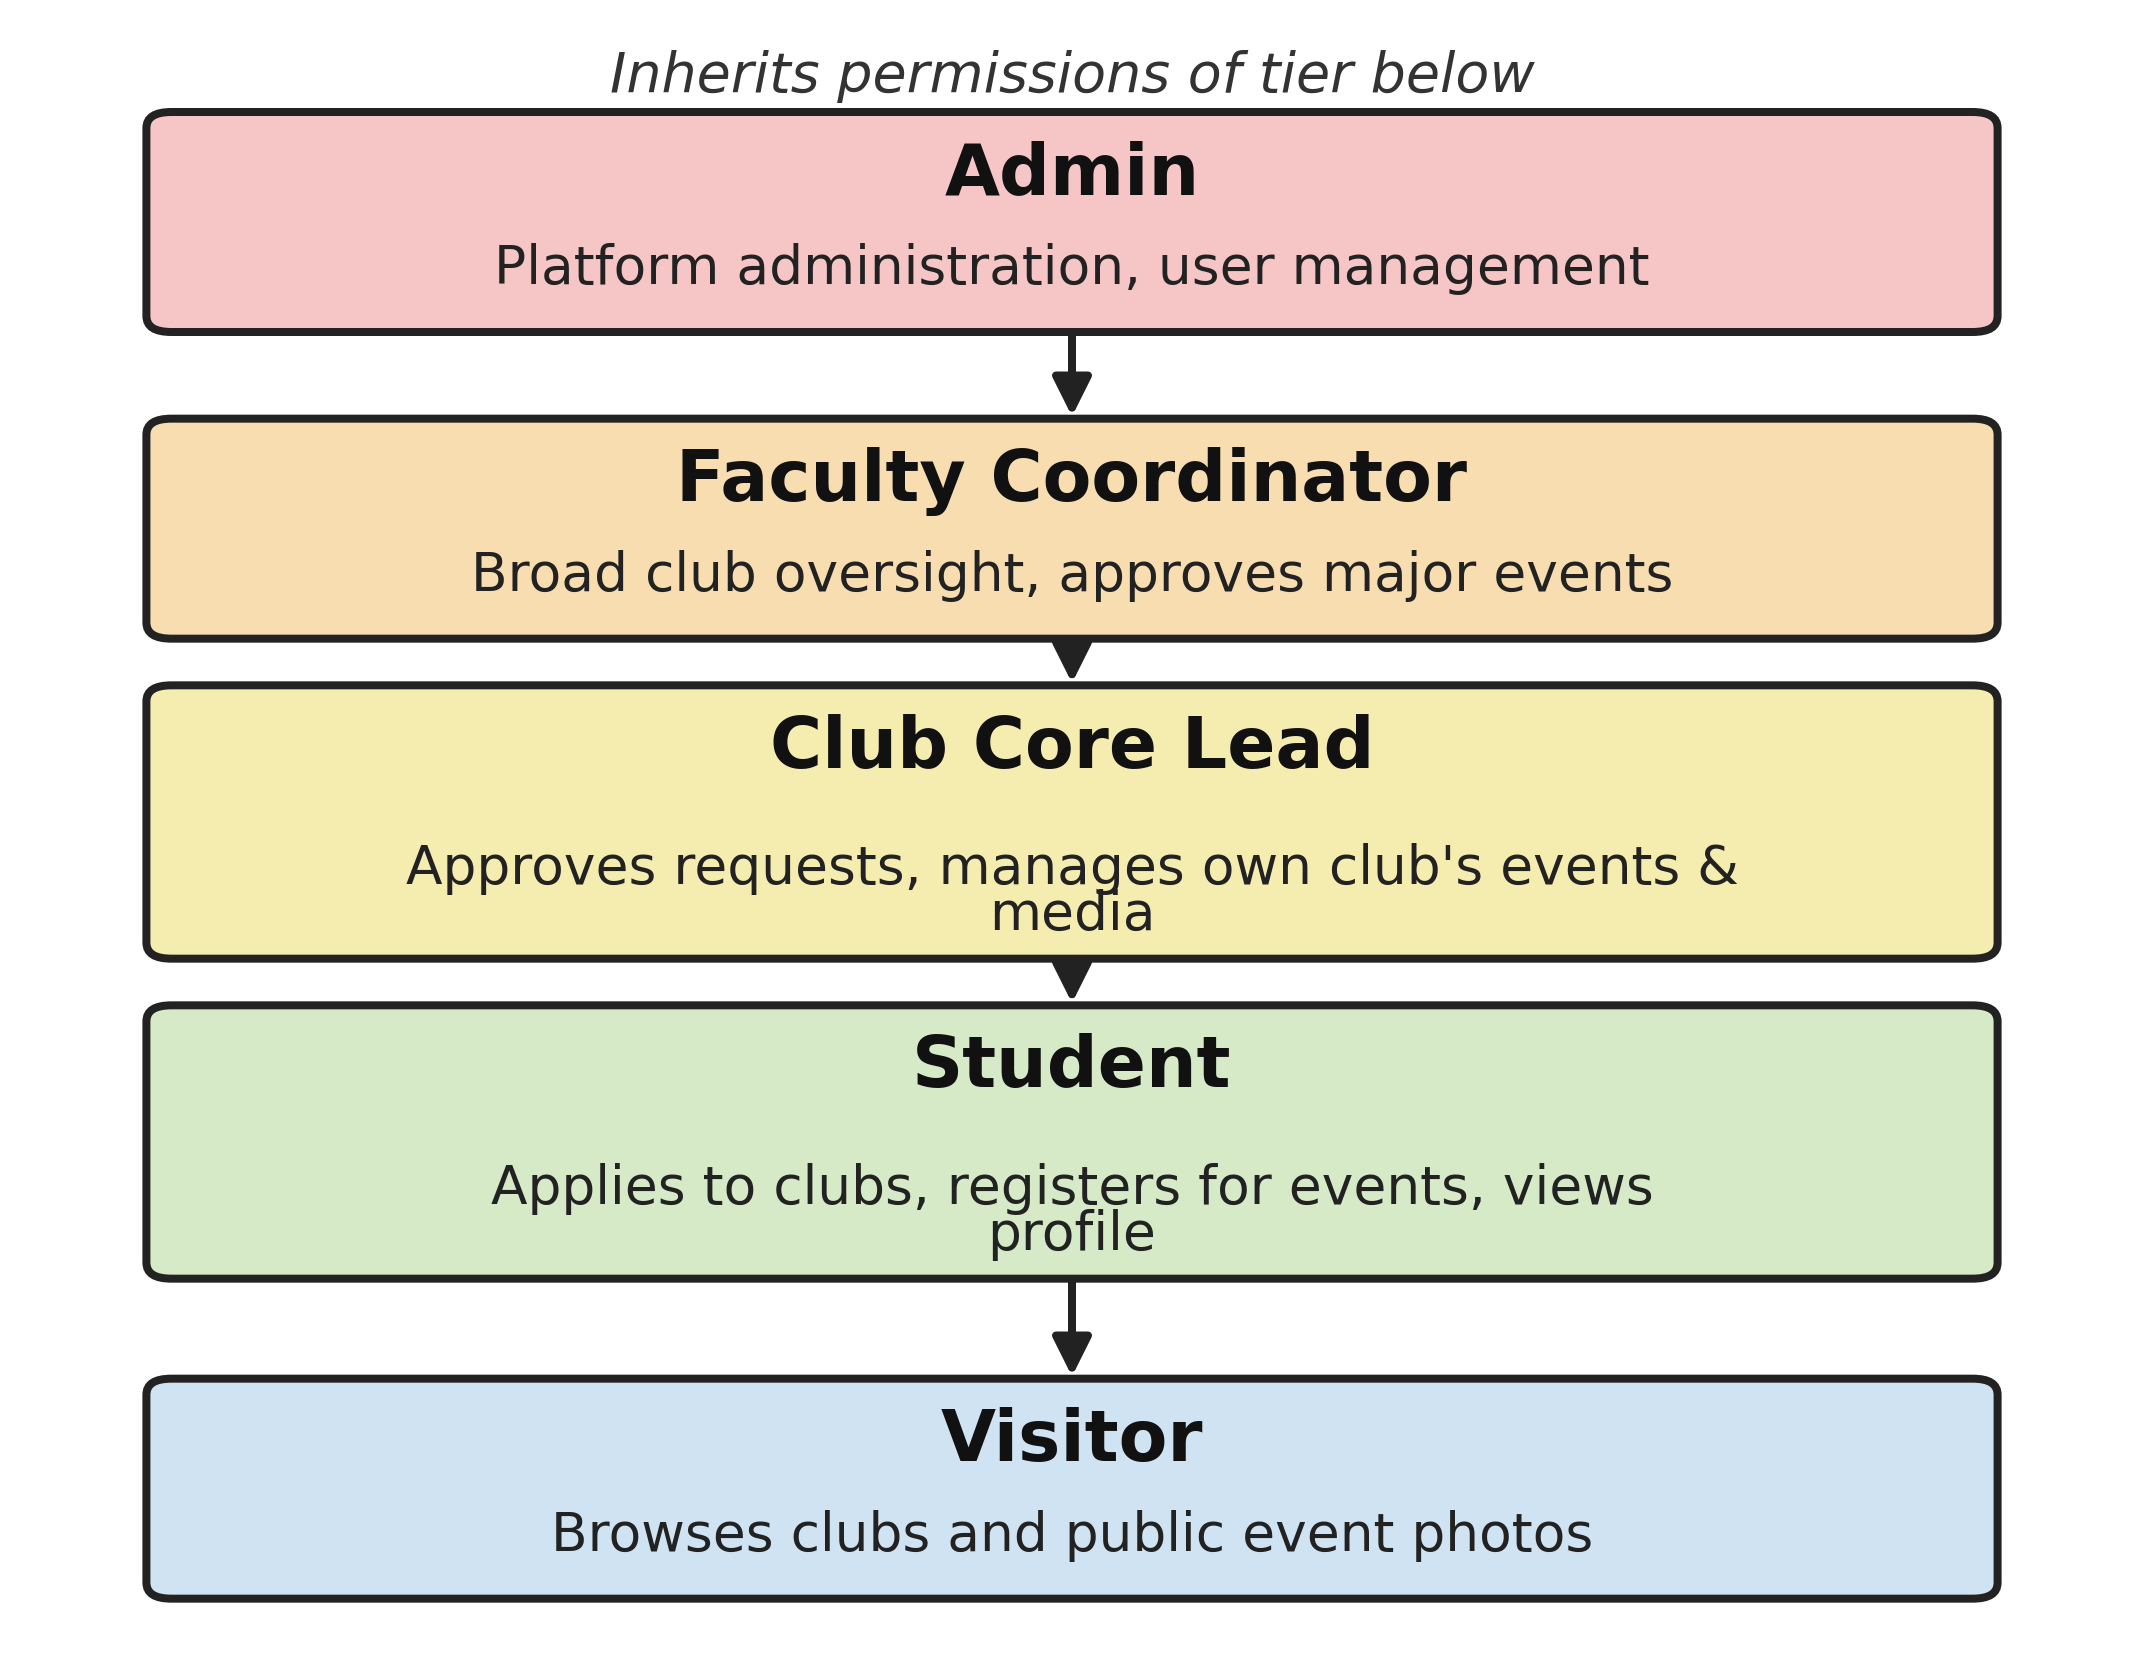 Inherits permissions of tier below
Admin
Platform administration, user management
Faculty Coordinator
Broad club oversight, approves major events
Club Core Lead
Approves requests, manages own club's events &
media
Student
Applies to clubs, registers for events, views
profile
Visitor
Browses clubs and public event photos